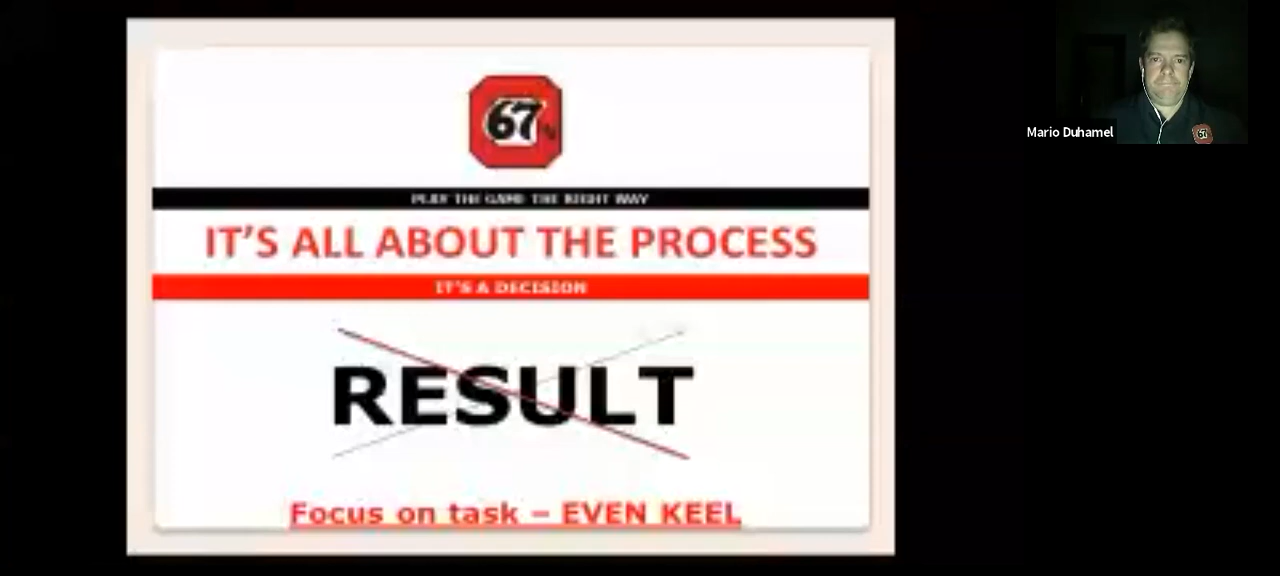 67
PLAY THE GAME THE RIGHT WAY
IT'S ALL ABOUT THE PROCESS
IT'S A DECISION
RESULT
Focus on task – EVEN KEEL
Mario Duhamel
67